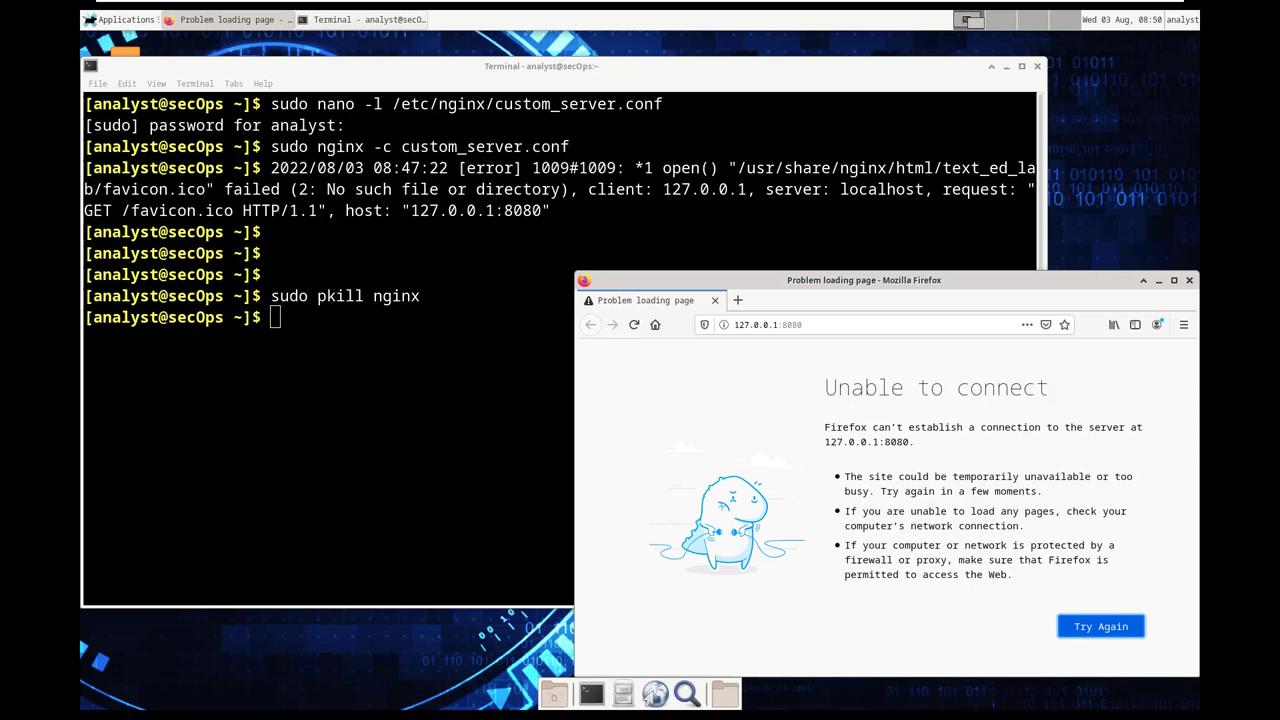 Applications
Problem loading page - ...
Terminal - analyst@secO...
Wed 03 Aug, 08:50
analyst
Terminal - analyst@secOps:~
File Edit View Terminal Tabs Help
[analyst@secOps ~]$ sudo nano -l /etc/nginx/custom_server.conf
[sudo] password for analyst:
[analyst@secOps ~]$ sudo nginx -c custom_server.conf
[analyst@secOps ~]$ 2022/08/03 08:47:22 [error] 1009#1009: *1 open() "/usr/share/nginx/html/text_ed_la
b/favicon.ico" failed (2: No such file or directory), client: 127.0.0.1, server: localhost, request: "
GET /favicon.ico HTTP/1.1", host: "127.0.0.1:8080"
[analyst@secOps ~]$
[analyst@secOps ~]$
[analyst@secOps ~]$
[analyst@secOps ~]$ sudo pkill nginx
[analyst@secOps ~]$
Problem loading page - Mozilla Firefox
Problem loading page
127.0.0.1:8080
Unable to connect
Firefox can’t establish a connection to the server at
127.0.0.1:8080.
• The site could be temporarily unavailable or too
busy. Try again in a few moments.
• If you are unable to load any pages, check your
computer’s network connection.
• If your computer or network is protected by a
firewall or proxy, make sure that Firefox is
permitted to access the Web.
Try Again